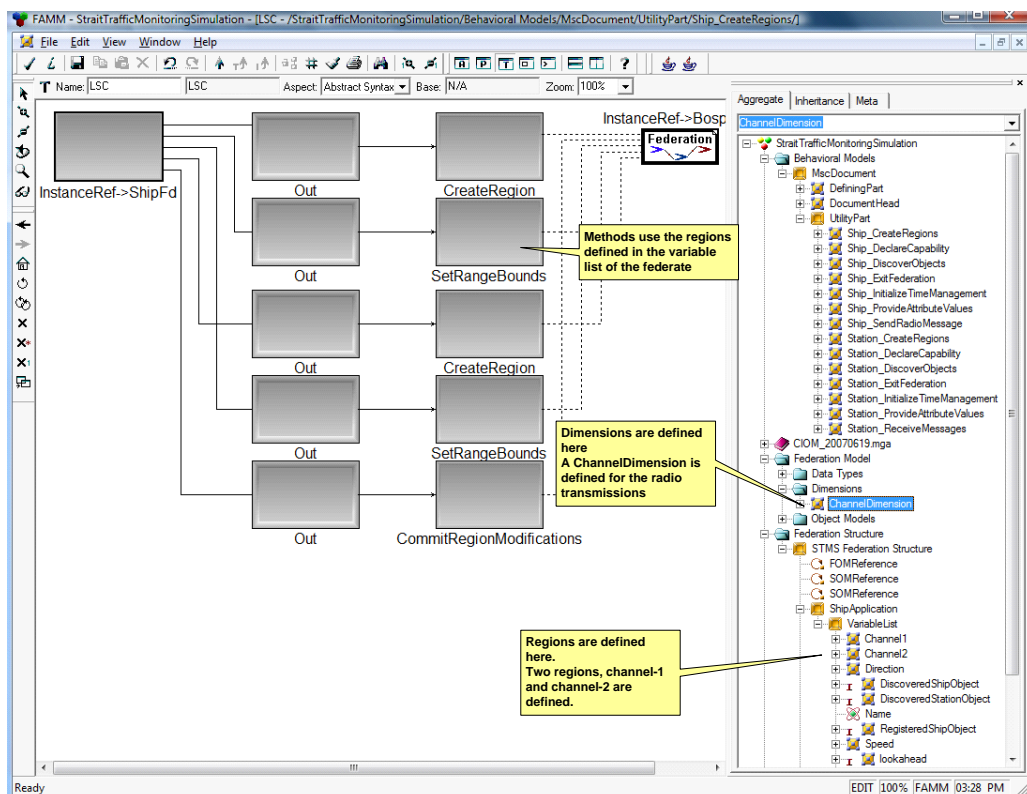 FAMM - StraitTrafficMonitoringSimulation - [LSC - /StraitTrafficMonitoringSimulation/Behavioral Models/MscDocument/UtilityPart/Ship_CreateRegions/]
File Edit View Window Help
Name: LSC LSC Aspect: Abstract Syntax Base: N/A Zoom: 100%
InstanceRef->ShipFd
Out
CreateRegion
InstanceRef->Bosp
Federation
Out
SetRangeBounds
Methods use the regions
defined in the variable
list of the federate
Out
CreateRegion
Out
SetRangeBounds
Dimensions are defined
here
A ChannelDimension is
defined for the radio
transmissions
Out
CommitRegionModifications
Regions are defined
here.
Two regions, channel-1
and channel-2 are
defined.
Aggregate Inheritance Meta
ChannelDimension
StraitTrafficMonitoringSimulation
Behavioral Models
MscDocument
DefiningPart
DocumentHead
UtilityPart
Ship_CreateRegions
Ship_DeclareCapability
Ship_DiscoverObjects
Ship_ExitFederation
Ship_InitializeTimeManagement
Ship_ProvideAttributeValues
Ship_SendRadioMessage
Station_CreateRegions
Station_DeclareCapability
Station_DiscoverObjects
Station_ExitFederation
Station_InitializeTimeManagement
Station_ProvideAttributeValues
Station_ReceiveMessages
CIOM_20070619.mga
Federation Model
Data Types
Dimensions
ChannelDimension
Object Models
Federation Structure
STMS Federation Structure
FOMReference
SOMReference
SOMReference
ShipApplication
VariableList
Channel1
Channel2
Direction
DiscoveredShipObject
DiscoveredStationObject
Name
RegisteredShipObject
Speed
lookahead
Ready
EDIT 100% FAMM 03:28 PM